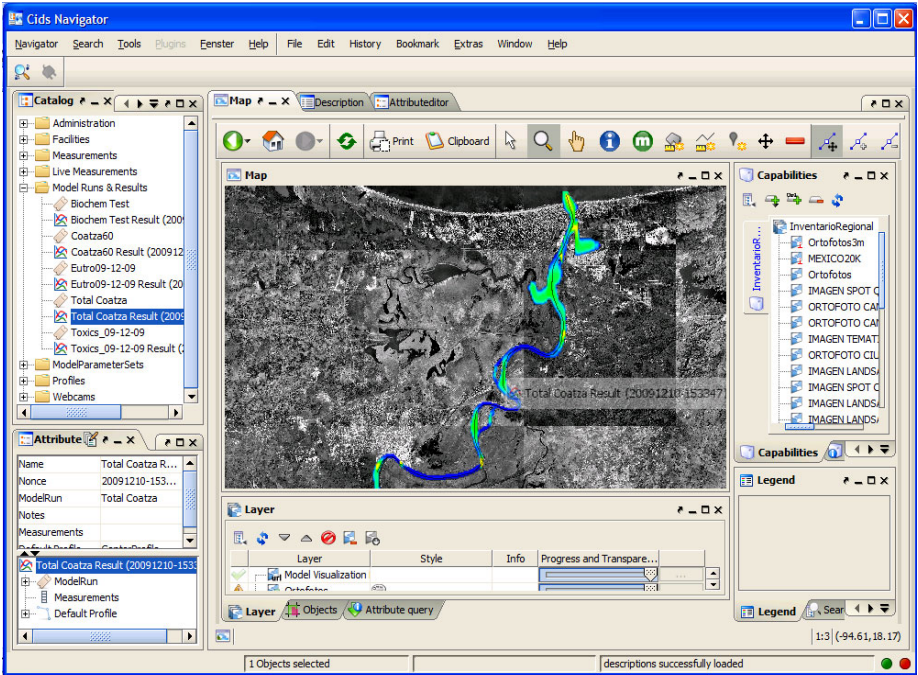 Cids Navigator
Navigator Search Tools Plugins Fenster Help File Edit History Bookmark Extras Window Help
Catalog
Administration
Facilities
Measurements
Live Measurements
Model Runs & Results
Biochem Test
Biochem Test Result (200
Coatza60
Coatza60 Result (200912
Eutro09-12-09
Eutro09-12-09 Result (20
Total Coatza
Total Coatza Result (2009
Toxics_09-12-09
Toxics_09-12-09 Result (
ModelParameterSets
Profiles
Webcams
Map Description Attributeditor
Print Clipboard
Map
Total Coatza Result (20091210-153347
Capabilities
InventarioR...
InventarioRegional
Ortofotos3m
MEXICO20K
Ortofotos
IMAGEN SPOT
ORTOFOTO
ORTOFOTO
IMAGEN TEMAT
ORTOFOTO CIU
IMAGEN LANDSA
IMAGEN SPOT
IMAGEN LANDSA
IMAGEN LANDSA
Capabilities
Attribute
Name Total Coatza R...
Nonce 20091210-153...
ModelRun Total Coatza
Notes
Measurements
Default Profile CenterProfile
Total Coatza Result (20091210-153
ModelRun
Measurements
Default Profile
Layer
Layer Style Info Progress and Transpare...
Model Visualization
Ortofotos
Layer Objects Attribute query
Legend
Legend Sear
1:3 (-94.61,18.17)
1 Objects selected descriptions successfully loaded